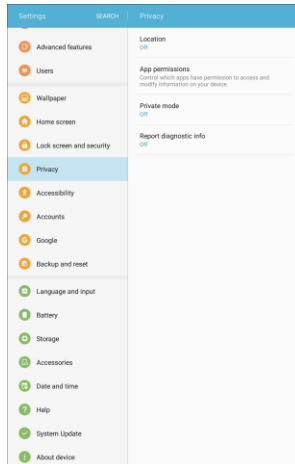 Settings
SEARCH
Advanced features
Users
Wallpaper
Home screen
Lock screen and security
Privacy
Accessibility
Accounts
Google
Backup and reset
Language and input
Battery
Storage
Accessories
Date and time
Help
System Update
About device
Privacy
Location
Off
App permissions
Control which apps have permission to access and
modify information on your device.
Private mode
Off
Report diagnostic info
Off